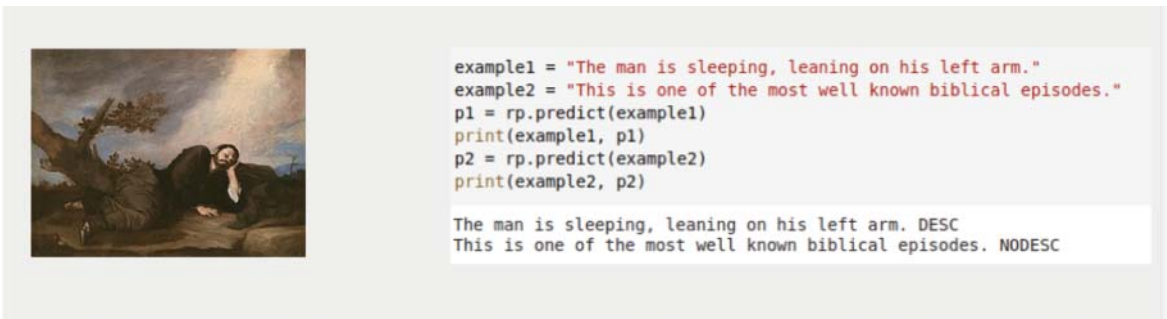 example1 = "The man is sleeping, leaning on his left arm."
example2 = "This is one of the most well known biblical episodes."
p1 = rp.predict(example1)
print(example1, p1)
p2 = rp.predict(example2)
print(example2, p2)
The man is sleeping, leaning on his left arm. DESC
This is one of the most well known biblical episodes. NODESC